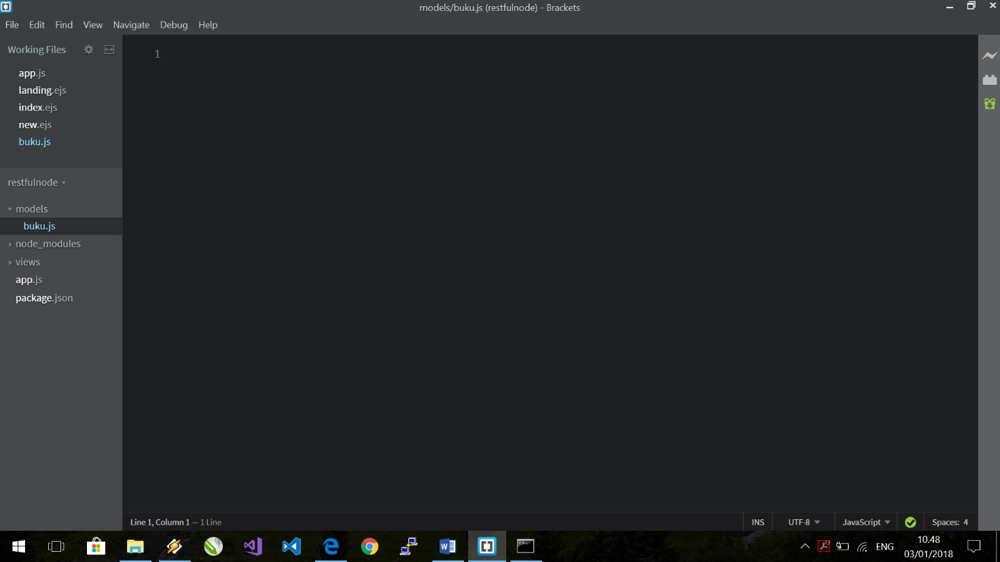 models/buku.js (restfulnode) - Brackets
File Edit Find View Navigate Debug Help
Working Files
app.js
landing.ejs
index.ejs
new.ejs
buku.js
restfulnode
models
buku.js
node_modules
views
app.js
package.json
1
Line 1, Column 1 — 1 Line
INS UTF-8 JavaScript Spaces: 4
ENG
10.48
03/01/2018